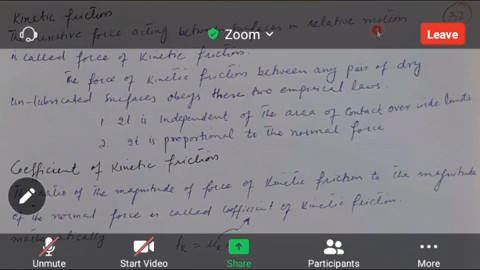 Kinetic friction
32
The resistive force acting between surfaces in relative motion
is called force of Kinetic friction.
Zoom
Leave
The force of Kinetic friction between any pair of dry
un-lubricated surfaces obeys these two empirical laws.
1. It is independent of the area of contact over wide limits
2. It is proportional to the normal force
Coefficient of Kinetic friction
The ratio of the magnitude of force of Kinetic friction to the magnitude
of the normal force is called coefficient of Kinetic friction.
mathematically
Unmute
Start Video
Share
Participants
More